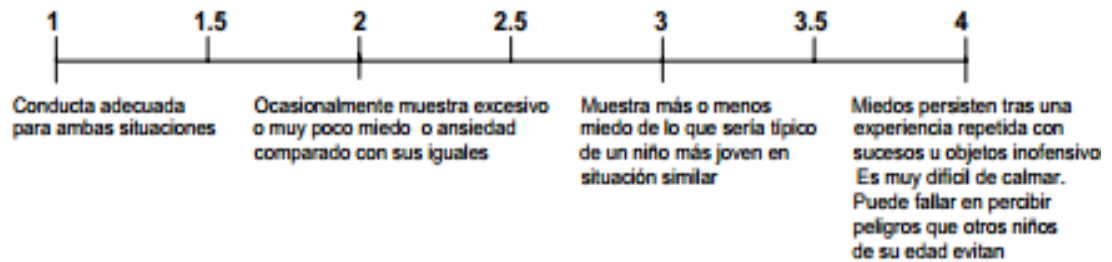 1 1.5 2 2.5 3 3.5 4
Conducta adecuada
para ambas situaciones
Ocasionalmente muestra excesivo
o muy poco miedo o ansiedad
comparado con sus iguales
Muestra más o menos
miedo de lo que sería típico
de un niño más joven en
situación similar
Miedos persisten tras una
experiencia repetida con
sucesos u objetos inofensivo
Es muy dificil de calmar.
Puede fallar en percibir
peligros que otros niños
de su edad evitan